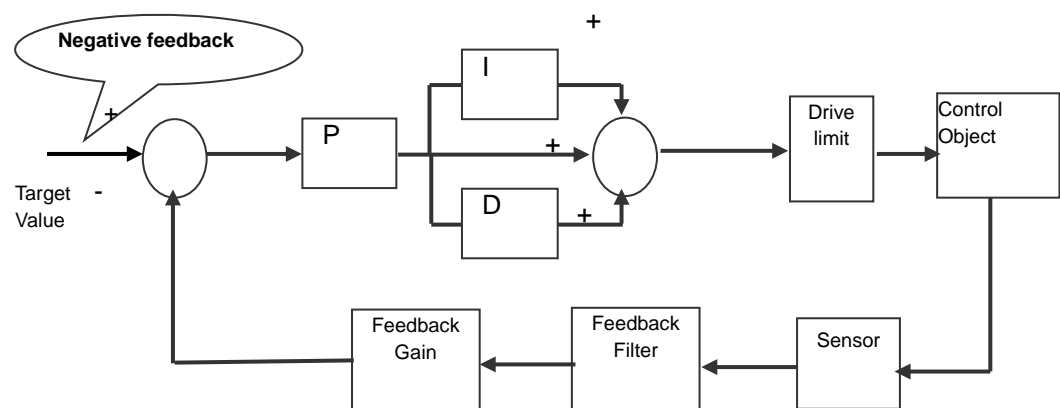 Negative feedback
+
I
+
P
+
Drive
limit
Control
Object
+
Target
Value
-
D
+
Feedback
Gain
Feedback
Filter
Sensor